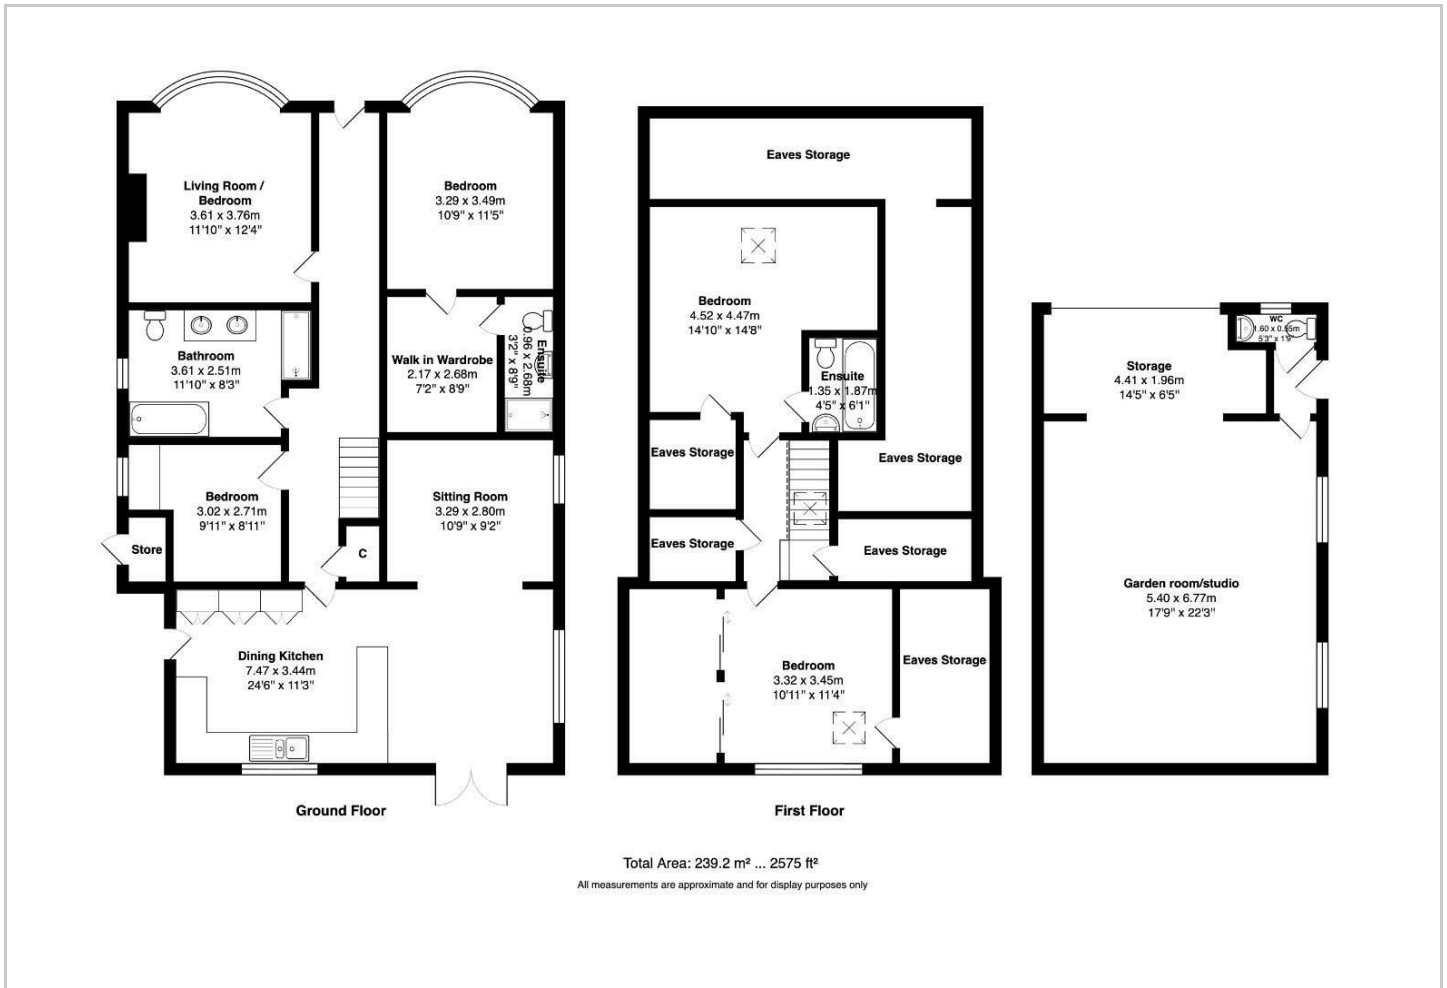 Living Room /
Bedroom
3.61 x 3.76m
11'10" x 12'4"
Bedroom
3.29 x 3.49m
10'9" x 11'5"
Bathroom
3.61 x 2.51m
11'10" x 8'3"
Walk in Wardrobe
2.17 x 2.68m
7'2" x 8'9"
Ensuite
0.96 x 2.68m
3'2" x 8'9"
Bedroom
3.02 x 2.71m
9'11" x 8'11"
Sitting Room
3.29 x 2.80m
10'9" x 9'2"
Store
C
Dining Kitchen
7.47 x 3.44m
24'6" x 11'3"
Ground Floor
Eaves Storage
Bedroom
4.52 x 4.47m
14'10" x 14'8"
Ensuite
1.35 x 1.87m
4'5" x 6'1"
Eaves Storage
Eaves Storage
Eaves Storage
Eaves Storage
Bedroom
3.32 x 3.45m
10'11" x 11'4"
Eaves Storage
First Floor
WC
1.60 x 0.55m
5'3" x 1'9"
Storage
4.41 x 1.96m
14'5" x 6'5"
Garden room/studio
5.40 x 6.77m
17'9" x 22'3"
Total Area: 239.2 m² ... 2575 ft²
All measurements are approximate and for display purposes only